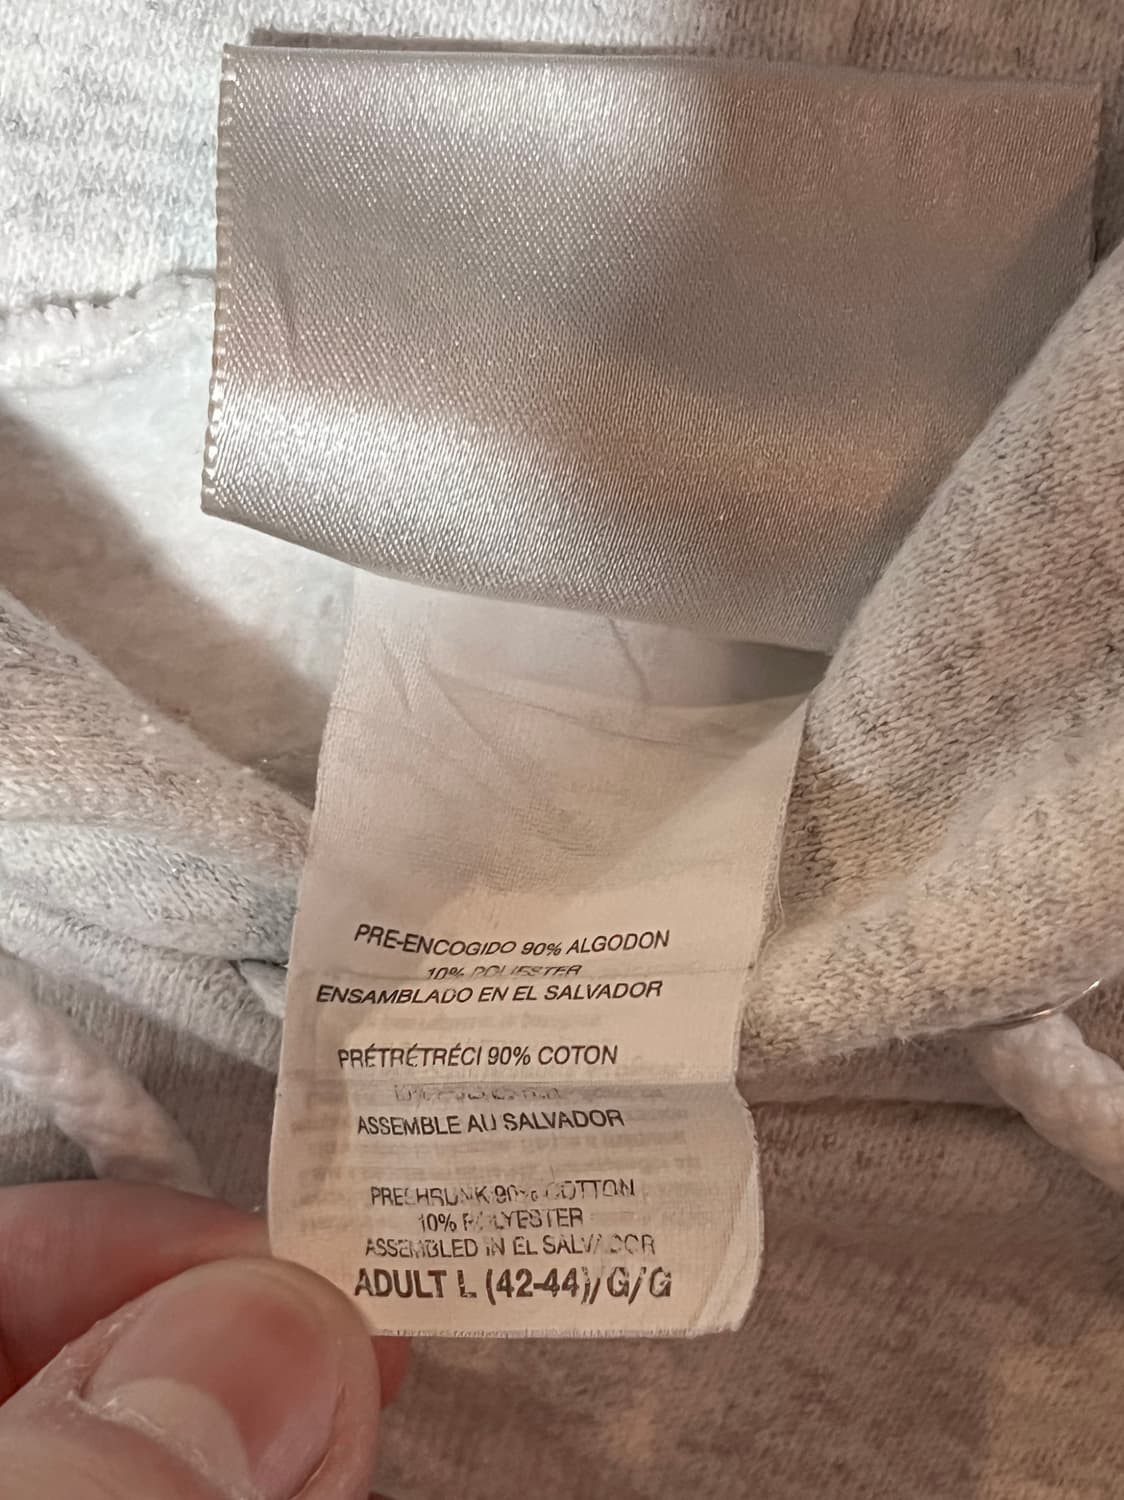 PRE-ENCOGIDO 90% ALGODON
10% POLIESTER
ENSAMBLADO EN EL SALVADOR
PRÉTRÉTRÉCI 90% COTON
ASSEMBLE AU SALVADOR
PRESHRUNK 90% COTTON
10% POLYESTER
ASSEMBLED IN EL SALVADOR
ADULT L (42-44)/G/G